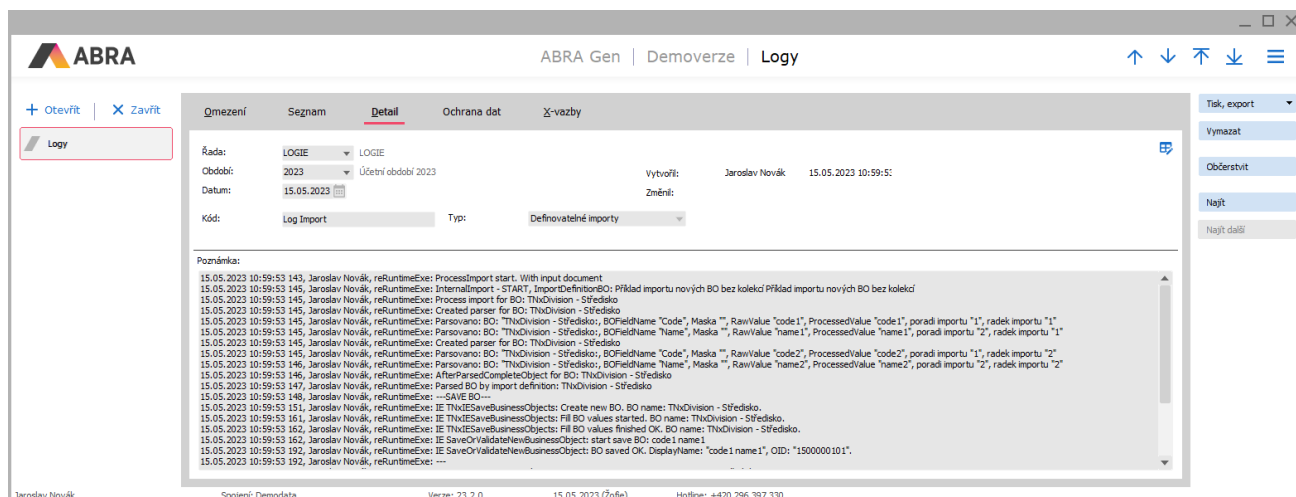 ABRA
ABRA Gen | Demoverze | Logy
Otevřít | Zavřít
Logy
Omezení Seznam Detail Ochrana dat X-vazby
Řada: LOGIE LOGIE
Období: 2023 Účetní období 2023
Vytvořil: Jaroslav Novák 15.05.2023 10:59:53
Datum: 15.05.2023
Změnil:
Kód: Log Import Typ: Definovatelné importy
Poznámka:
15.05.2023 10:59:53 143, Jaroslav Novák, reRuntimeExe: ProcessImport start. With input document
15.05.2023 10:59:53 145, Jaroslav Novák, reRuntimeExe: InternalImport - START, ImportDefinitionBO: Příklad importu nových BO bez kolekcí Příklad importu nových BO bez kolekcí
15.05.2023 10:59:53 145, Jaroslav Novák, reRuntimeExe: Process import for BO: TNxDivision - Středisko
15.05.2023 10:59:53 145, Jaroslav Novák, reRuntimeExe: Created parser for BO: TNxDivision - Středisko
15.05.2023 10:59:53 145, Jaroslav Novák, reRuntimeExe: Parsovano: BO: "TNxDivision - Středisko:, BOFieldName "Code", Maska "", RawValue "code1", ProcessedValue "code1", poradi importu "1", radek importu "1"
15.05.2023 10:59:53 145, Jaroslav Novák, reRuntimeExe: Parsovano: BO: "TNxDivision - Středisko:, BOFieldName "Name", Maska "", RawValue "name1", ProcessedValue "name1", poradi importu "2", radek importu "1"
15.05.2023 10:59:53 145, Jaroslav Novák, reRuntimeExe: Created parser for BO: TNxDivision - Středisko
15.05.2023 10:59:53 145, Jaroslav Novák, reRuntimeExe: Parsovano: BO: "TNxDivision - Středisko:, BOFieldName "Code", Maska "", RawValue "code2", ProcessedValue "code2", poradi importu "1", radek importu "2"
15.05.2023 10:59:53 146, Jaroslav Novák, reRuntimeExe: Parsovano: BO: "TNxDivision - Středisko:, BOFieldName "Name", Maska "", RawValue "name2", ProcessedValue "name2", poradi importu "2", radek importu "2"
15.05.2023 10:59:53 146, Jaroslav Novák, reRuntimeExe: AfterParsedCompleteObject for BO: TNxDivision - Středisko
15.05.2023 10:59:53 147, Jaroslav Novák, reRuntimeExe: Parsed BO by import definition: TNxDivision - Středisko
15.05.2023 10:59:53 148, Jaroslav Novák, reRuntimeExe: ---SAVE BO---
15.05.2023 10:59:53 151, Jaroslav Novák, reRuntimeExe: IE TNxIESaveBusinessObjects: Create new BO. BO name: TNxDivision - Středisko.
15.05.2023 10:59:53 161, Jaroslav Novák, reRuntimeExe: IE TNxIESaveBusinessObjects: Fill BO values started. BO name: TNxDivision - Středisko.
15.05.2023 10:59:53 162, Jaroslav Novák, reRuntimeExe: IE TNxIESaveBusinessObjects: Fill BO values finished OK. BO name: TNxDivision - Středisko.
15.05.2023 10:59:53 162, Jaroslav Novák, reRuntimeExe: IE SaveOrValidateNewBusinessObject: start save BO: code1 name1
15.05.2023 10:59:53 192, Jaroslav Novák, reRuntimeExe: IE SaveOrValidateNewBusinessObject: BO saved OK. DisplayName: "code1 name1", OID: "1500000101".
15.05.2023 10:59:53 192, Jaroslav Novák, reRuntimeExe: ---
Tisk, export
Vymazat
Občerstvit
Najít
Najít další
Jaroslav Novák Spojení: Demodata Verze: 23.2.0 15.05.2023 (Žofie) Hotline: +420 296 397 330